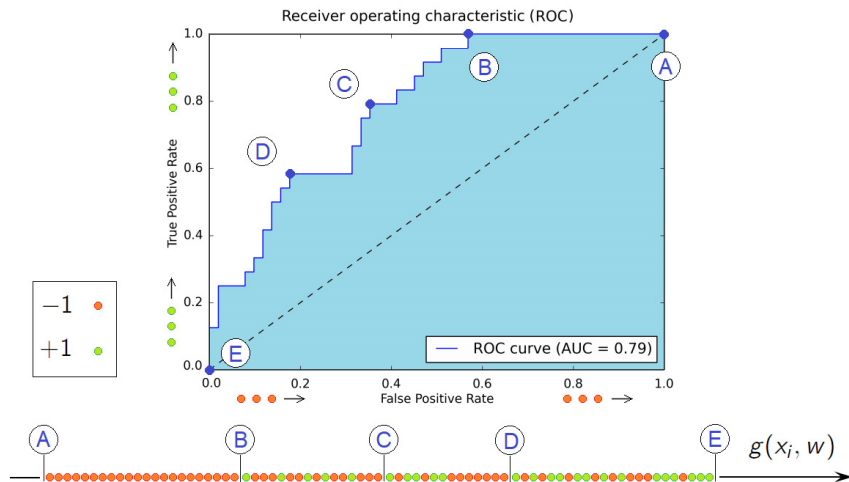 Receiver operating characteristic (ROC)
1.0
0.8
0.6
0.4
0.2
0.0
True Positive Rate
B
A
C
D
E
ROC curve (AUC = 0.79)
0.0 0.2 0.4 0.6 0.8 1.0
False Positive Rate
−1
+1
A B C D E
g(x_i, w)